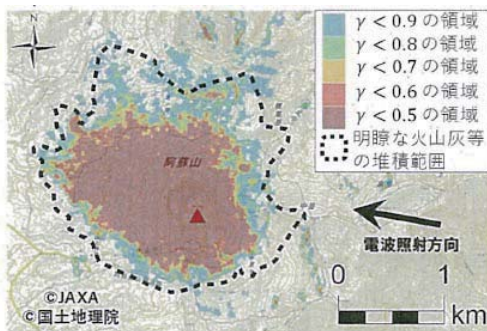 γ < 0.9 の領域
γ < 0.8 の領域
γ < 0.7 の領域
γ < 0.6 の領域
γ < 0.5 の領域
明瞭な火山灰等
の堆積範囲
阿蘇山
電波照射方向
0 1
km
©JAXA
©国土地理院